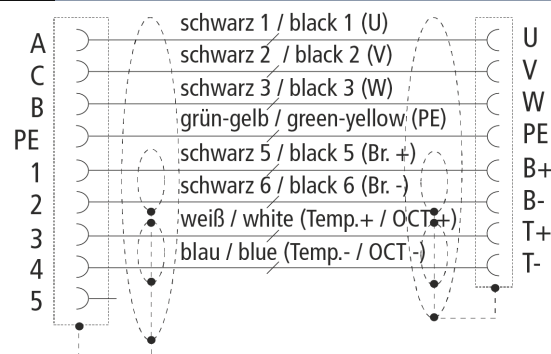 schwarz 1 / black 1 (U)
A U
schwarz 2 / black 2 (V)
C V
schwarz 3 / black 3 (W)
B W
grün-gelb / green-yellow (PE)
PE PE
schwarz 5 / black 5 (Br. +)
1 B+
schwarz 6 / black 6 (Br. -)
2 B-
weiß / white (Temp.+ / OCT+)
3 T+
blau / blue (Temp.- / OCT -)
4 T-
5